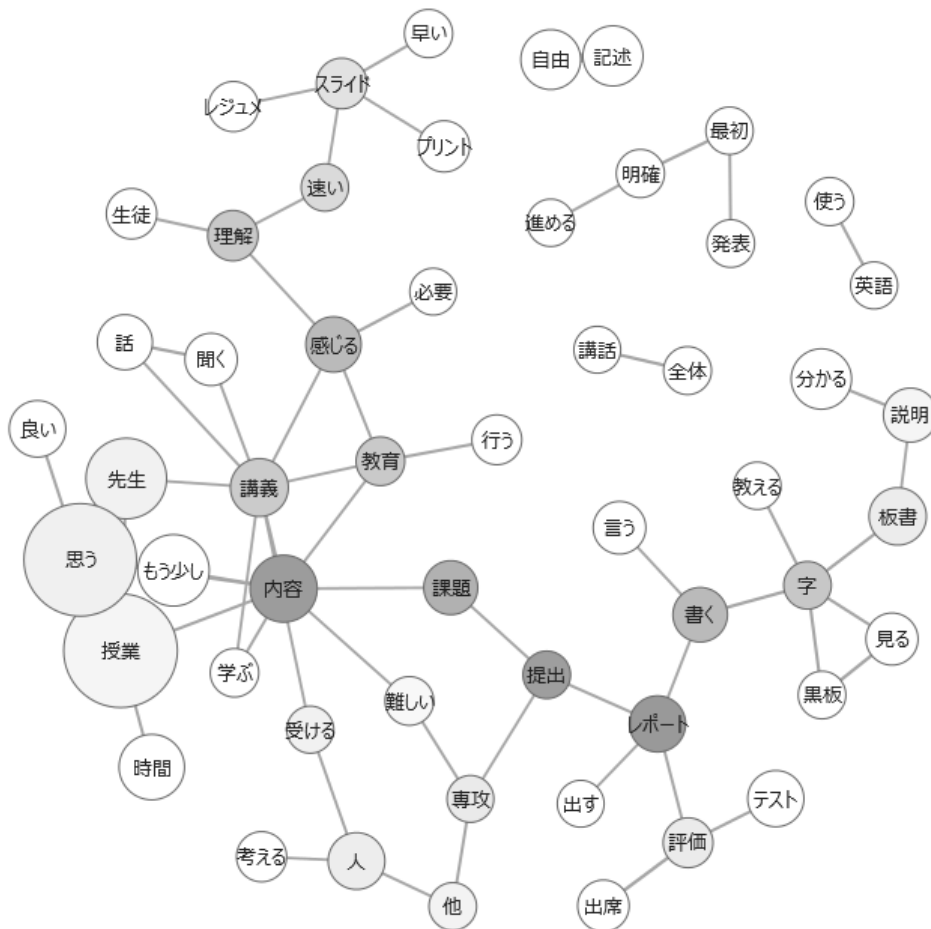 早い
自由
記述
スライド
レジュメ
最初
プリント
明確
速い
使う
生徒
進める
理解
発表
英語
必要
話
感じる
講話
聞く
全体
分かる
説明
良い
行う
教育
先生
講義
教える
板書
言う
思う
もう少し
内容
課題
字
書く
見る
授業
学ぶ
提出
黒板
難しい
レポート
受ける
時間
専攻
出す
テスト
評価
考える
人
他
出席